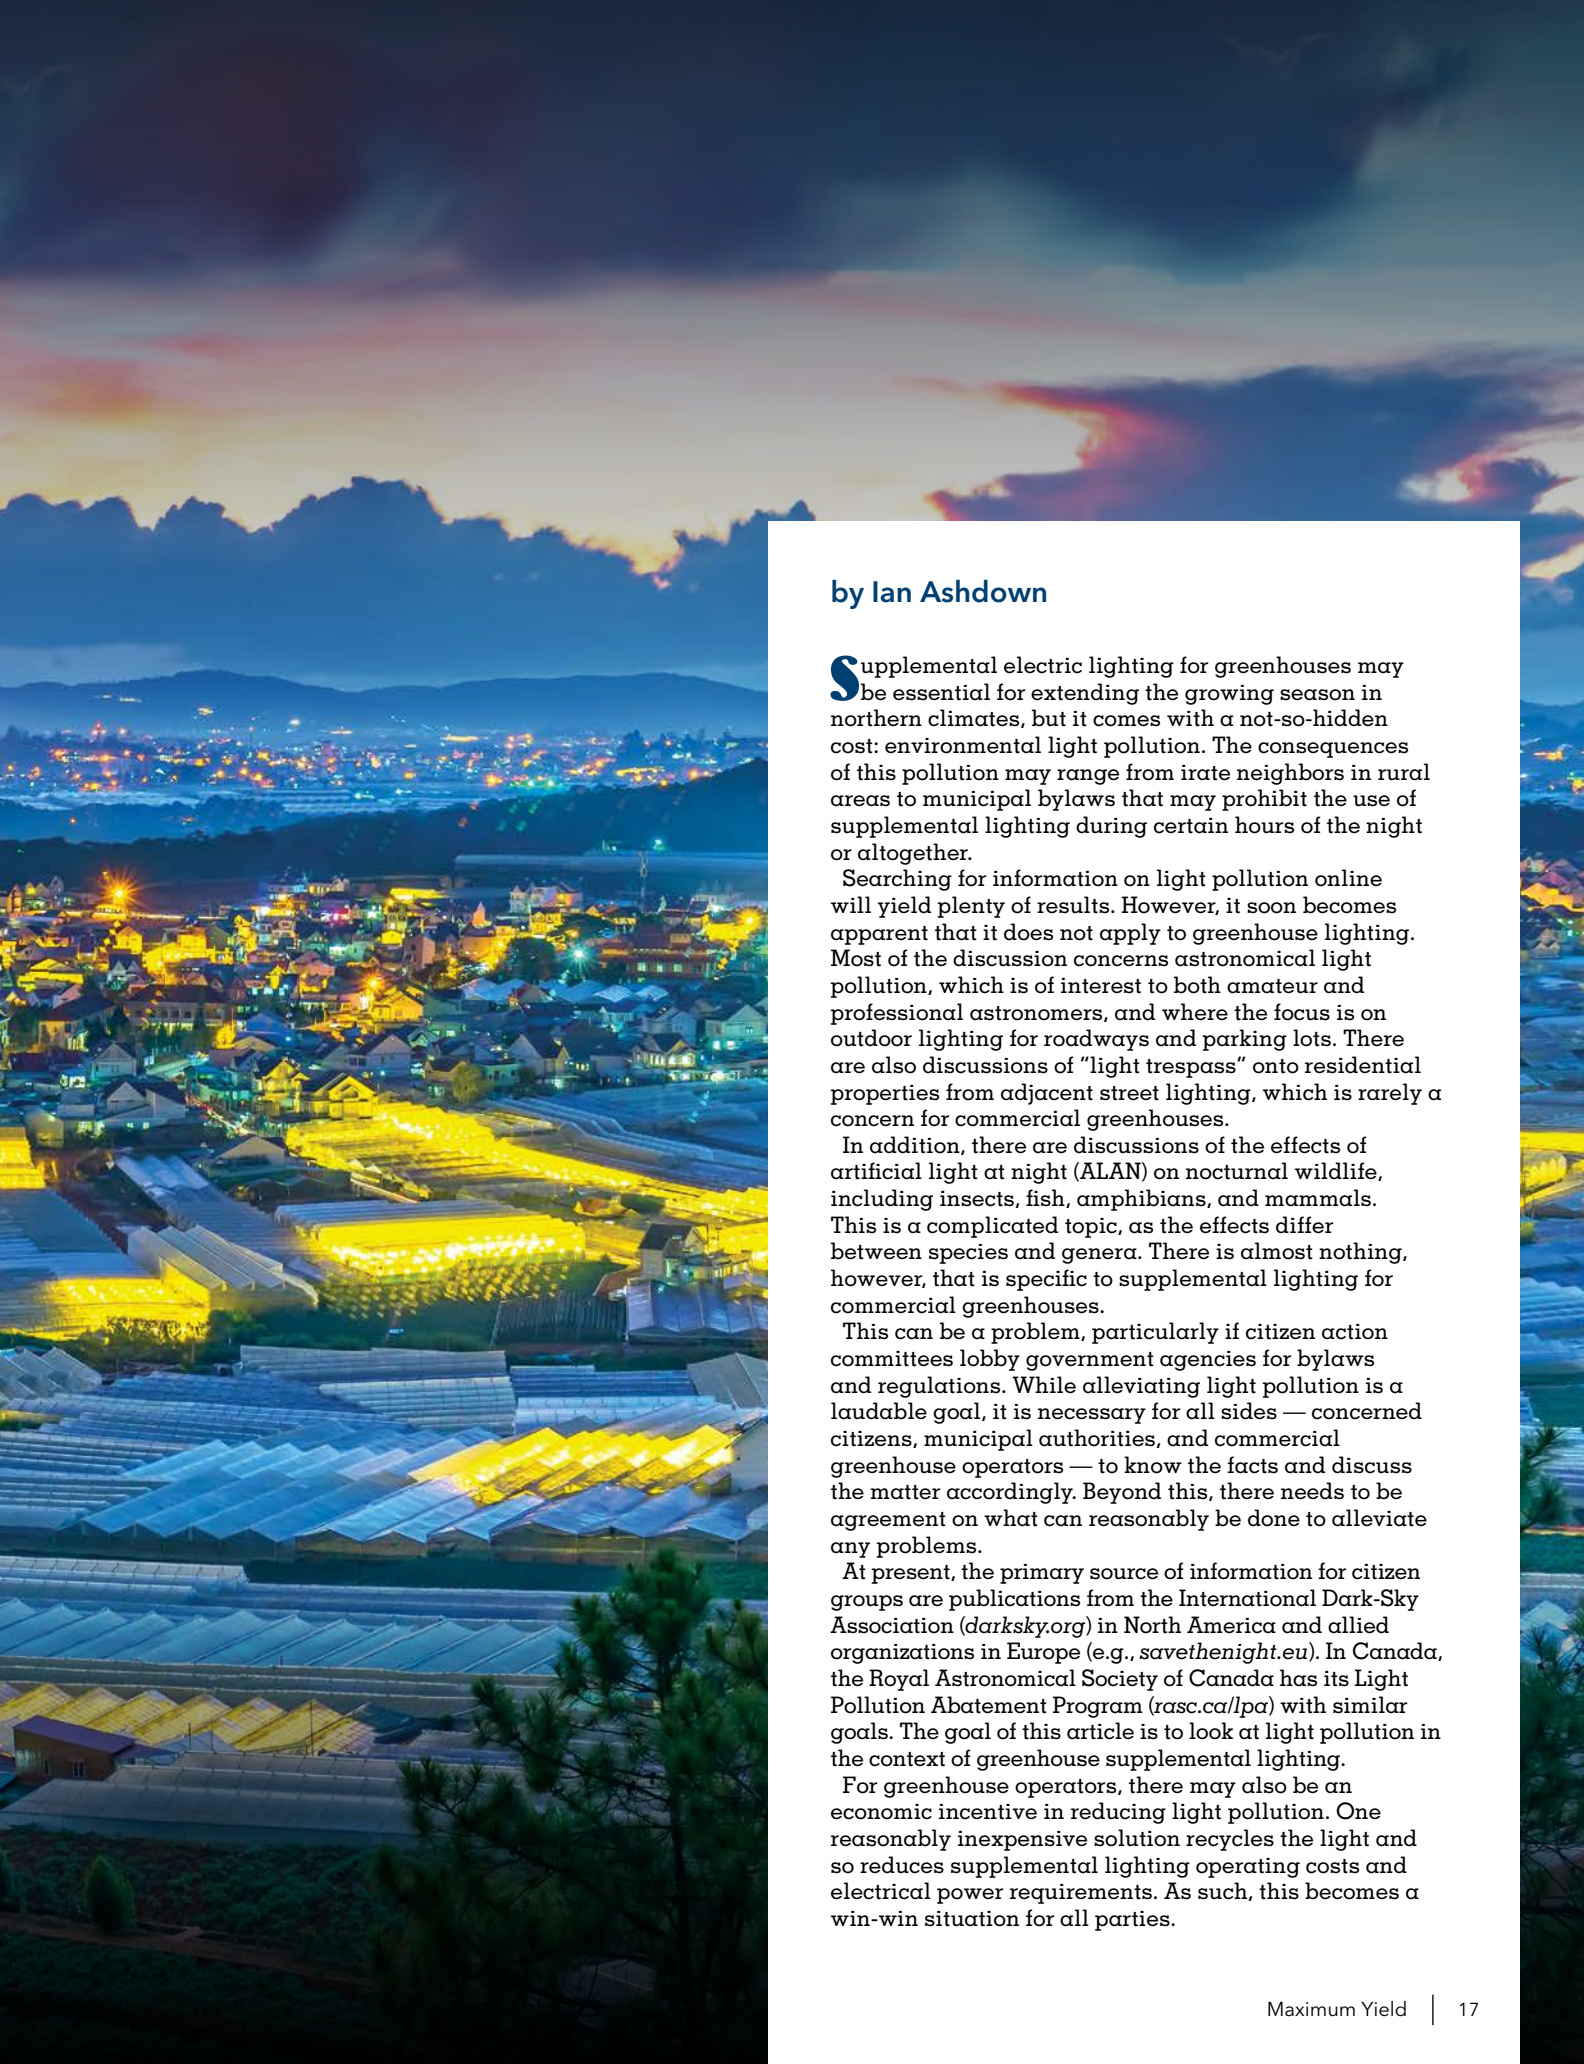 by Ian Ashdown
Supplemental electric lighting for greenhouses may
be essential for extending the growing season in
northern climates, but it comes with a not-so-hidden
cost: environmental light pollution. The consequences
of this pollution may range from irate neighbors in rural
areas to municipal bylaws that may prohibit the use of
supplemental lighting during certain hours of the night
or altogether.
Searching for information on light pollution online
will yield plenty of results. However, it soon becomes
apparent that it does not apply to greenhouse lighting.
Most of the discussion concerns astronomical light
pollution, which is of interest to both amateur and
professional astronomers, and where the focus is on
outdoor lighting for roadways and parking lots. There
are also discussions of “light trespass“ onto residential
properties from adjacent street lighting, which is rarely a
concern for commercial greenhouses.
In addition, there are discussions of the effects of
artificial light at night (ALAN) on nocturnal wildlife,
including insects, fish, amphibians, and mammals.
This is a complicated topic, as the effects differ
between species and genera. There is almost nothing,
however, that is specific to supplemental lighting for
commercial greenhouses.
This can be a problem, particularly if citizen action
committees lobby government agencies for bylaws
and regulations. While alleviating light pollution is a
laudable goal, it is necessary for all sides — concerned
citizens, municipal authorities, and commercial
greenhouse operators — to know the facts and discuss
the matter accordingly. Beyond this, there needs to be
agreement on what can reasonably be done to alleviate
any problems.
At present, the primary source of information for citizen
groups are publications from the International Dark-Sky
Association (darksky.org) in North America and allied
organizations in Europe (e.g., savethenight.eu). In Canada,
the Royal Astronomical Society of Canada has its Light
Pollution Abatement Program (rasc.ca/lpa) with similar
goals. The goal of this article is to look at light pollution in
the context of greenhouse supplemental lighting.
For greenhouse operators, there may also be an
economic incentive in reducing light pollution. One
reasonably inexpensive solution recycles the light and
so reduces supplemental lighting operating costs and
electrical power requirements. As such, this becomes a
win-win situation for all parties.
Maximum Yield | 17